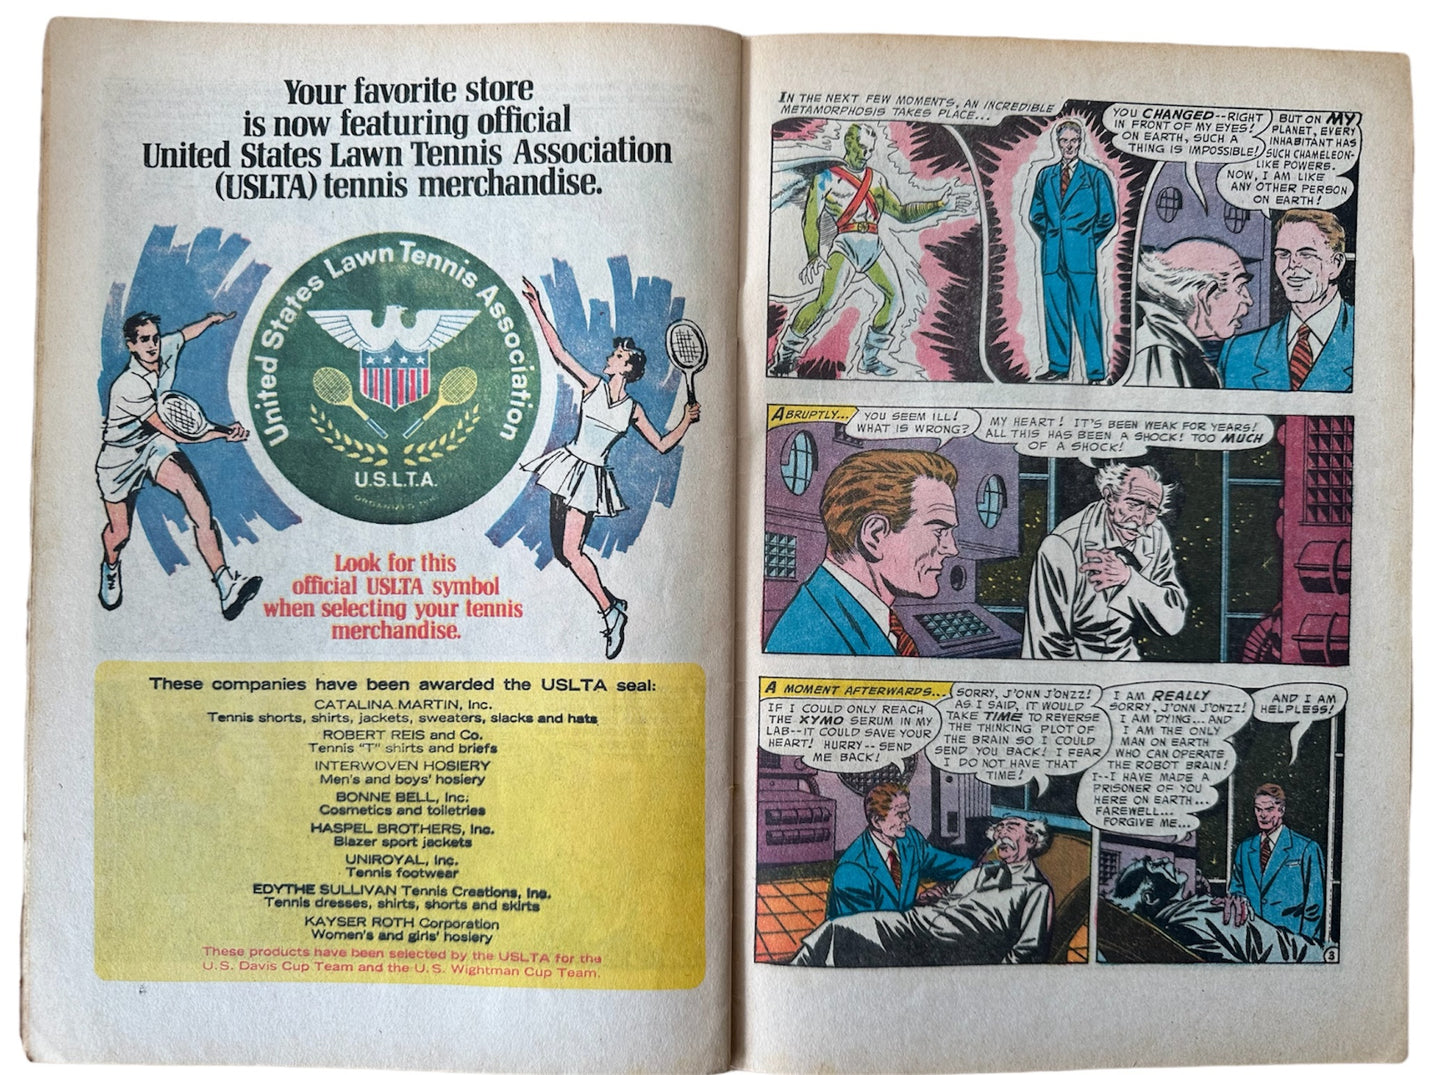 Your favorite store
is now featuring official
United States Lawn Tennis Association
(USLTA) tennis merchandise.
United States Lawn Tennis Association
U.S.L.T.A.
Look for this
official USLTA symbol
when selecting your tennis
merchandise.
These companies have been awarded the USLTA seal:
CATALINA MARTIN, Inc.
Tennis shorts, shirts, jackets, sweaters, slacks and hats
ROBERT REIS and Co.
Tennis "T" shirts and briefs
INTERWOVEN HOSIERY
Men's and boys' hosiery
BONNE BELL, Inc.
Cosmetics and toiletries
HASPEL BROTHERS, Inc.
Blazer sport jackets
UNIROYAL, Inc.
Tennis footwear
EDYTHE SULLIVAN Tennis Creations, Inc.
Tennis dresses, shirts, shorts and skirts
KAYSER ROTH Corporation
Women's and girls' hosiery
These products have been selected by the USLTA for the
U.S. Davis Cup Team and the U.S. Wightman Cup Team.
IN THE NEXT FEW MOMENTS, AN INCREDIBLE
METAMORPHOSIS TAKES PLACE...
YOU CHANGED--RIGHT
IN FRONT OF MY EYES!
ON EARTH, SUCH A
THING IS IMPOSSIBLE!
BUT ON MY
PLANET, EVERY
INHABITANT HAS
SUCH CHAMELEON-
LIKE POWERS.
NOW, I AM LIKE
ANY OTHER PERSON
ON EARTH!
ABRUPTLY...
YOU SEEM ILL!
WHAT IS WRONG?
MY HEART! IT'S BEEN WEAK FOR YEARS!
ALL THIS HAS BEEN A SHOCK! TOO MUCH
OF A SHOCK!
A MOMENT AFTERWARDS...
IF I COULD ONLY REACH
THE XYMO SERUM IN MY
LAB--IT COULD SAVE YOUR
HEART! HURRY--SEND
ME BACK!
SORRY, J'ONN J'ONZZ!
AS I SAID, IT WOULD
TAKE TIME TO REVERSE
THE THINKING PLOT OF
THE BRAIN SO I COULD
SEND YOU BACK! I FEAR
I DO NOT HAVE THAT
TIME!
I AM REALLY
SORRY, J'ONN J'ONZZ!
I AM DYING... AND
I AM THE ONLY
MAN ON EARTH
WHO CAN OPERATE
THE ROBOT BRAIN!
I--I HAVE MADE A
PRISONER OF YOU
HERE ON EARTH...
FAREWELL...
FORGIVE ME...
AND I AM
HELPLESS!
3